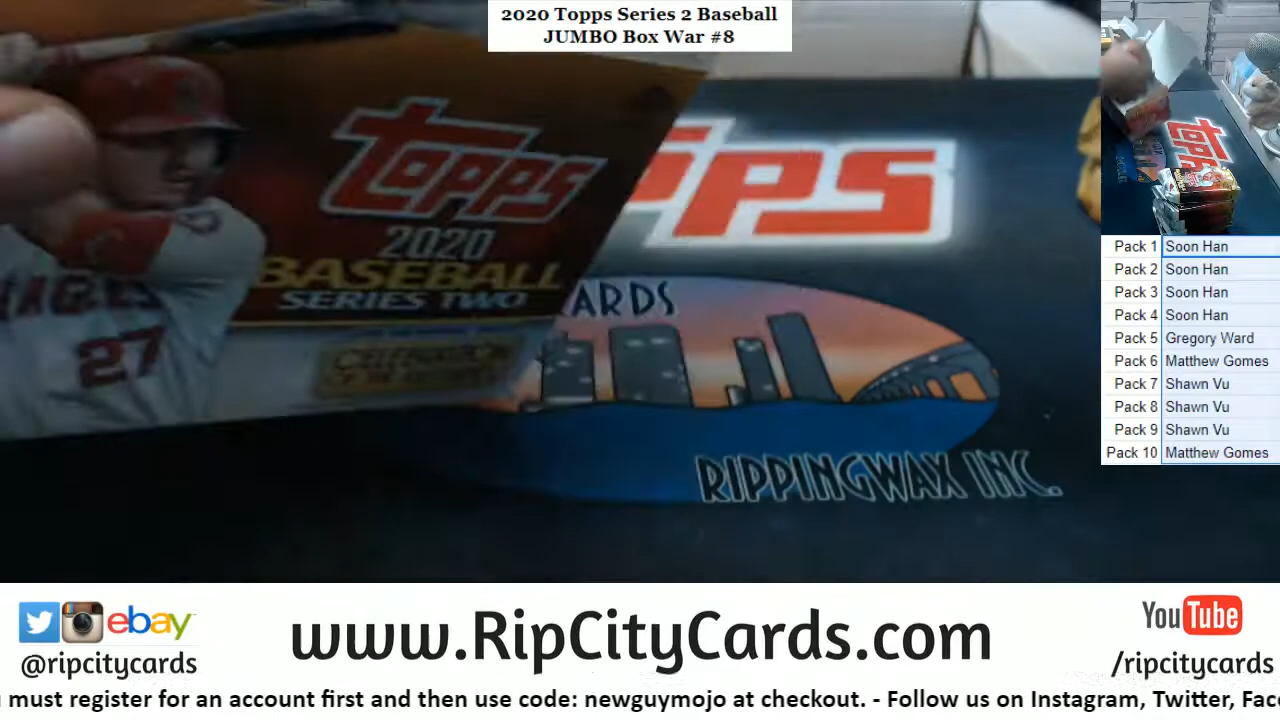 2020 Topps Series 2 Baseball
JUMBO Box War #8
Topps
2020
BASEBALL
SERIES TWO
27
PPS
ARDS
RIPPINGWAX INC.
Topps
Pack 1 Soon Han
Pack 2 Soon Han
Pack 3 Soon Han
Pack 4 Soon Han
Pack 5 Gregory Ward
Pack 6 Matthew Gomes
Pack 7 Shawn Vu
Pack 8 Shawn Vu
Pack 9 Shawn Vu
Pack 10 Matthew Gomes
ebay
@ripcitycards
www.RipCityCards.com
YouTube
/ripcitycards
must register for an account first and then use code: newguymojo at checkout. - Follow us on Instagram, Twitter, Fac